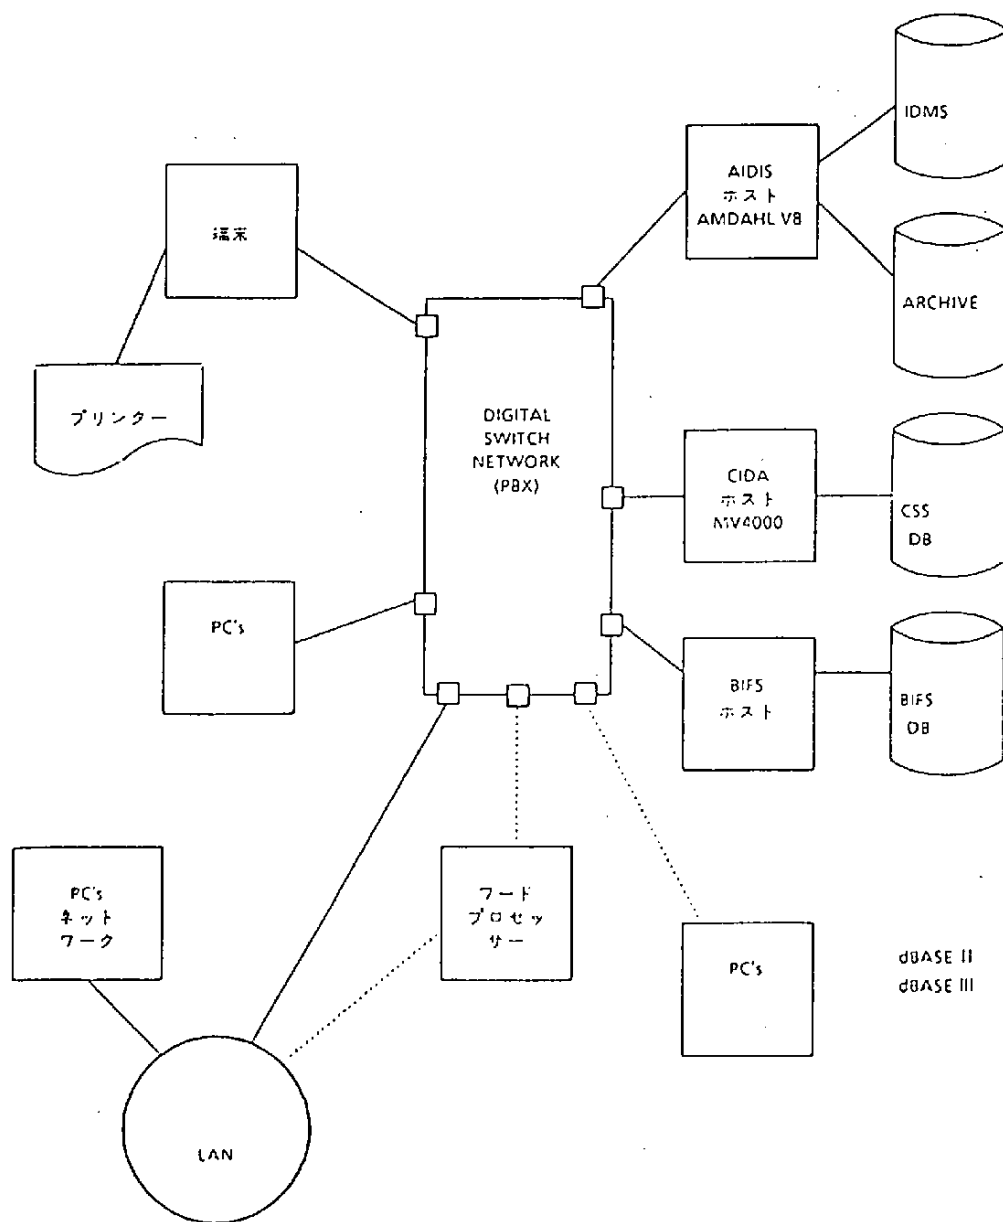 IDMS
AIDIS
ホスト
AMDAHL V8
端末
ARCHIVE
プリンター
DIGITAL
SWITCH
NETWORK
(PBX)
CIDA
ホスト
MV4000
CSS
DB
PC's
BIFS
ホスト
BIFS
DB
PC's
ネット
ワーク
ワード
プロセッ
サー
PC's
dBASE II
dBASE III
LAN